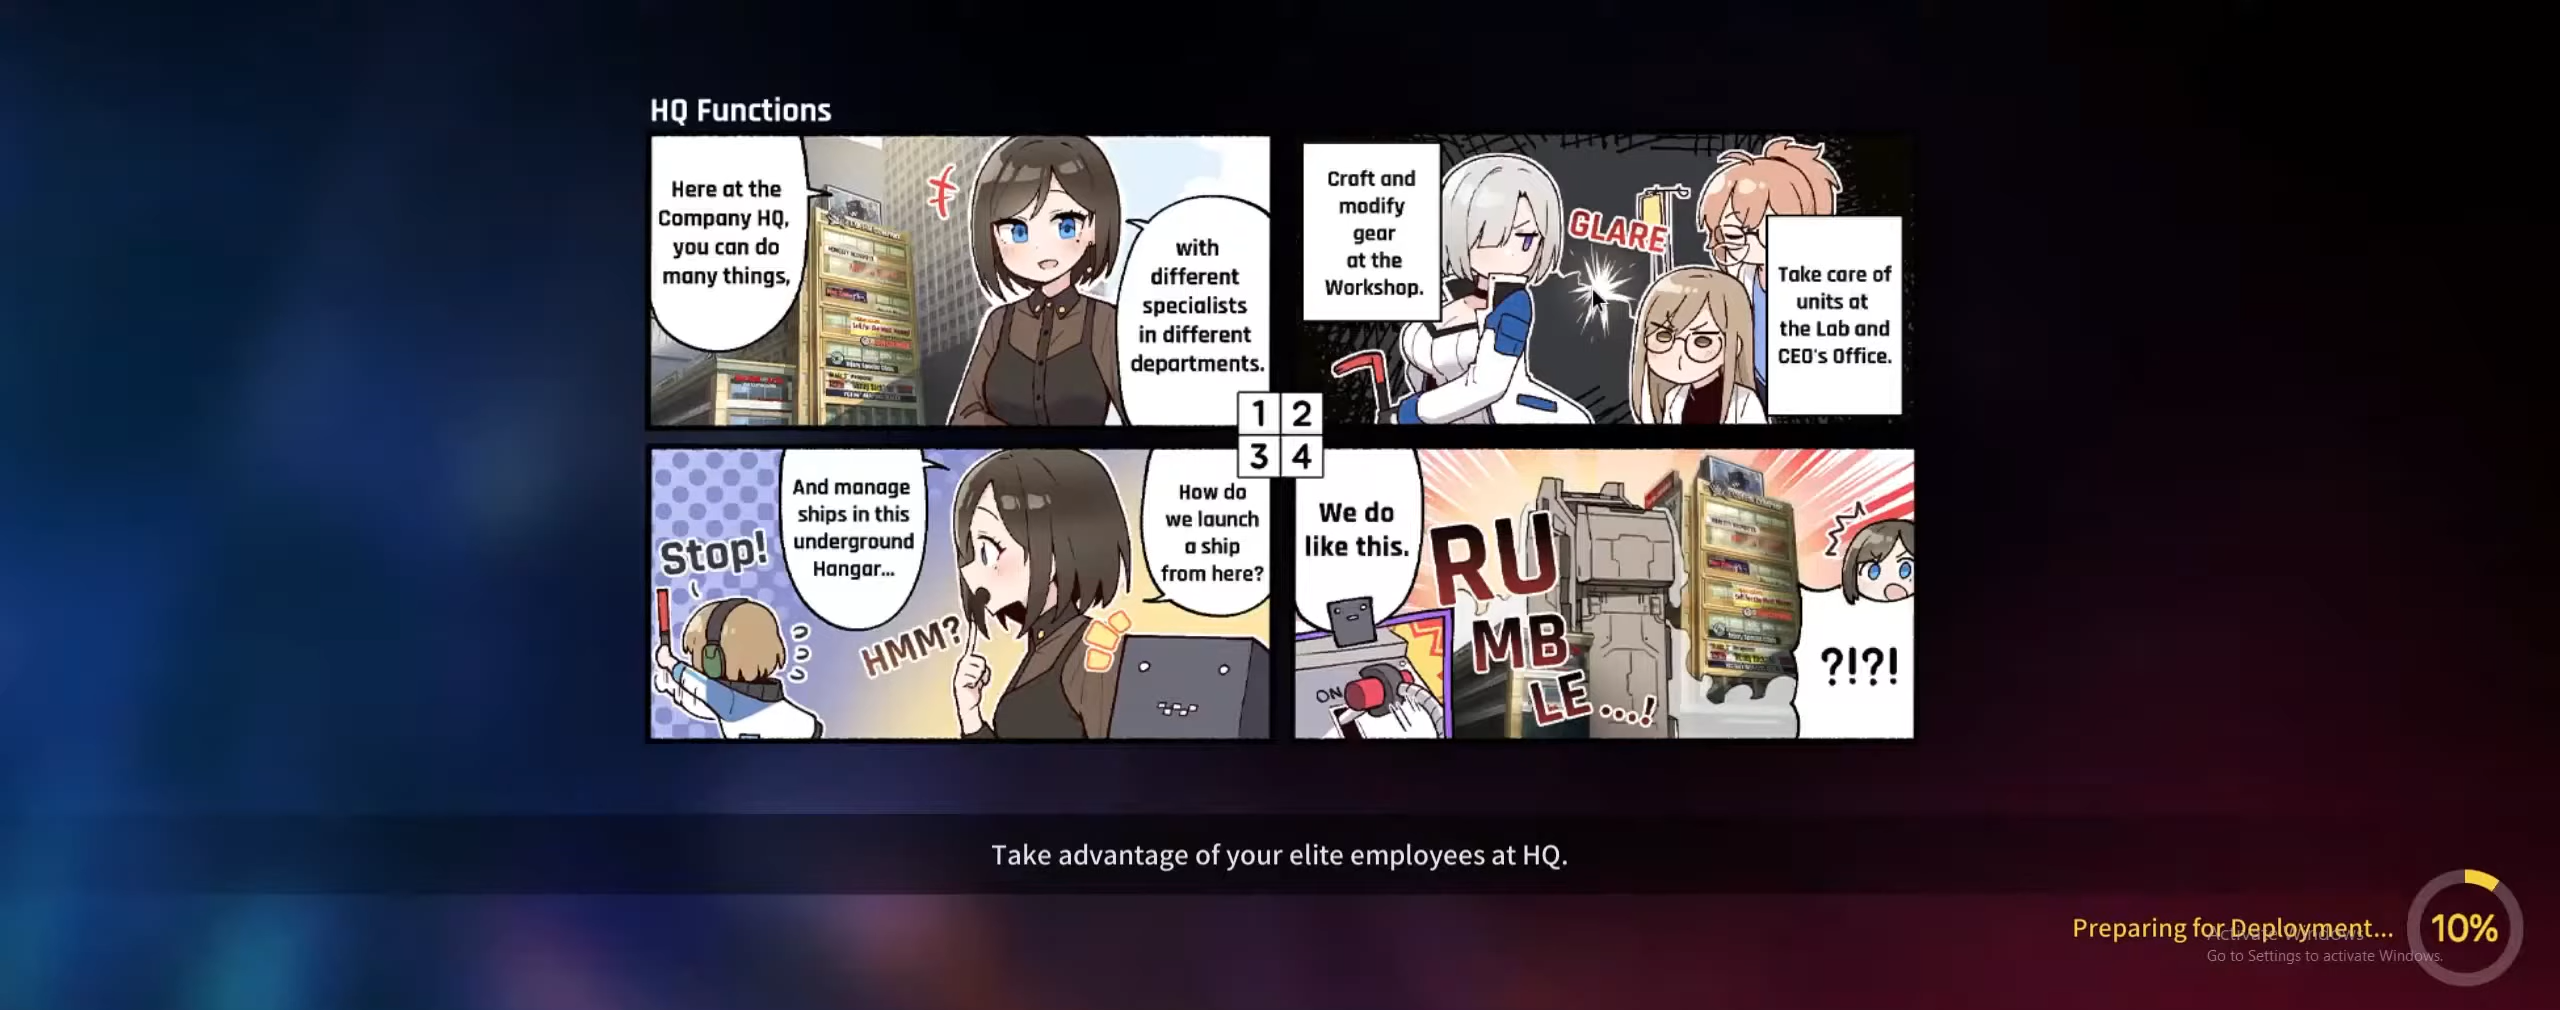 HQ Functions
Here at the
Company HQ,
you can do
many things,
with
different
specialists
in different
departments.
Craft and
modify
gear
at the
Workshop.
GLARE
Take care of
units at
the Lab and
CEO's Office.
1 2
3 4
Stop!
And manage
ships in this
underground
Hangar...
HMM?
How do
we launch
a ship
from here?
We do
like this.
ON
RU
MB
LE...!
?!?!
Take advantage of your elite employees at HQ.
Preparing for Deployment...
10%
Activate Windows
Go to Settings to activate Windows.